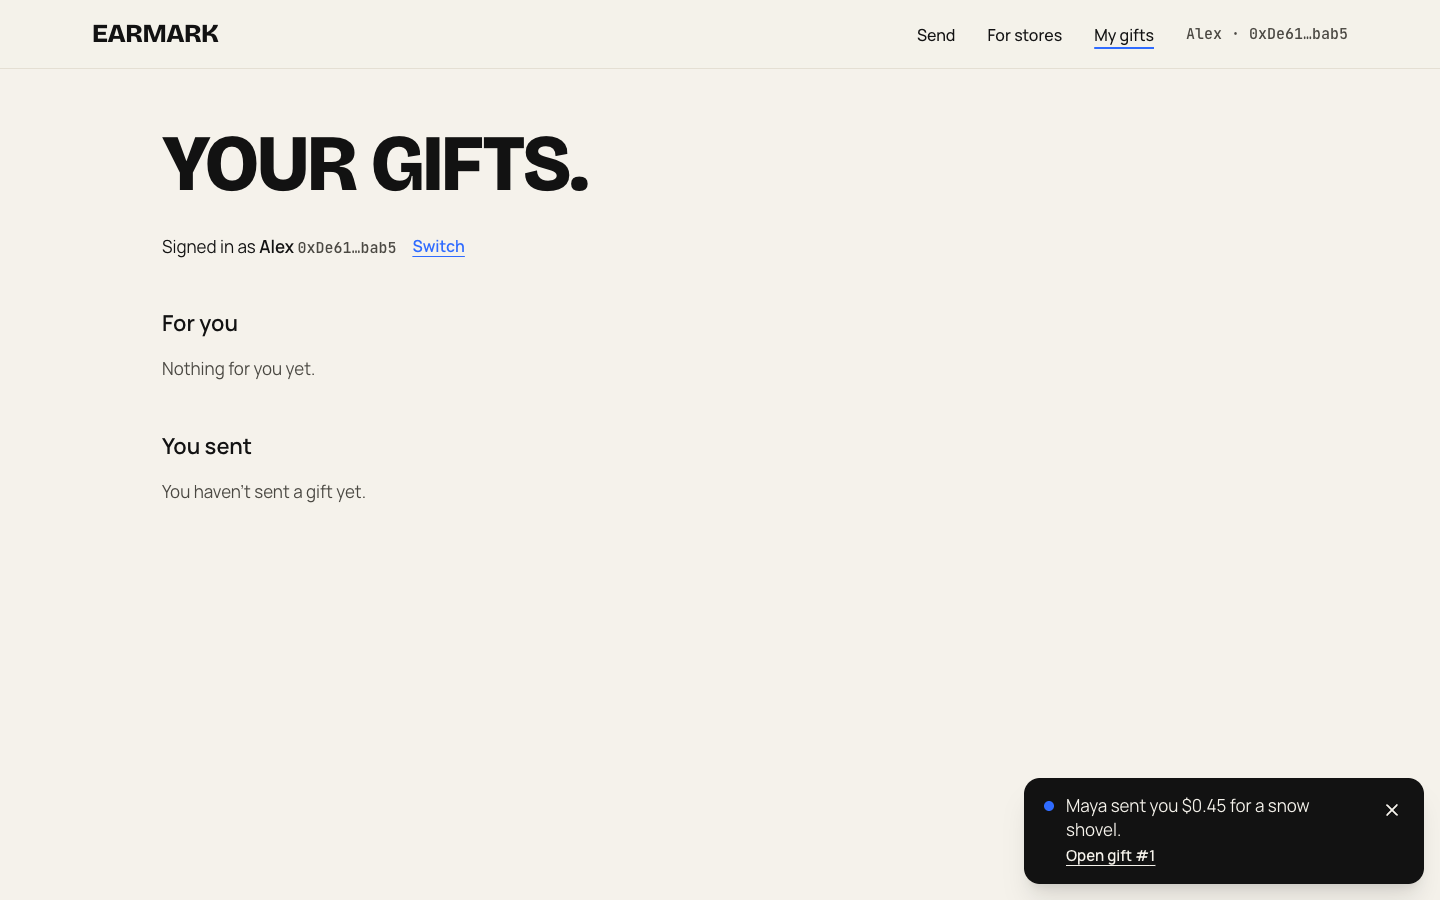 EARMARK
Send
For stores
My gifts
Alex · 0xDe61…bab5
YOUR GIFTS.
Signed in as Alex 0xDe61…bab5 Switch
For you
Nothing for you yet.
You sent
You haven’t sent a gift yet.
Maya sent you $0.45 for a snow
shovel.
Open gift #1